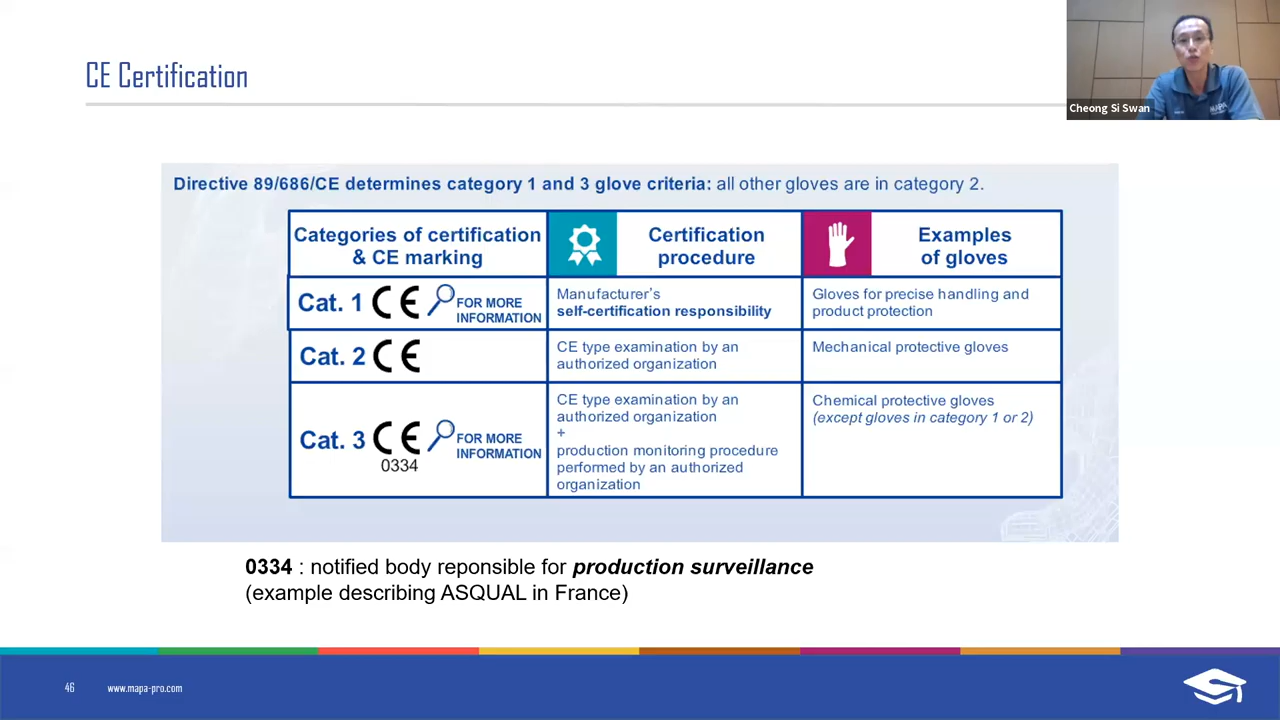 CE Certification
Cheong Si Swan
MAPA
Directive 89/686/CE determines category 1 and 3 glove criteria: all other gloves are in category 2.
Categories of certification
& CE marking
Certification
procedure
Examples
of gloves
Cat. 1 CE FOR MORE
INFORMATION
Manufacturer's
self-certification responsibility
Gloves for precise handling and
product protection
Cat. 2 CE
CE type examination by an
authorized organization
Mechanical protective gloves
Cat. 3 CE FOR MORE
INFORMATION
0334
CE type examination by an
authorized organization
+
production monitoring procedure
performed by an authorized
organization
Chemical protective gloves
(except gloves in category 1 or 2)
0334 : notified body reponsible for production surveillance
(example describing ASQUAL in France)
46
www.mapa-pro.com